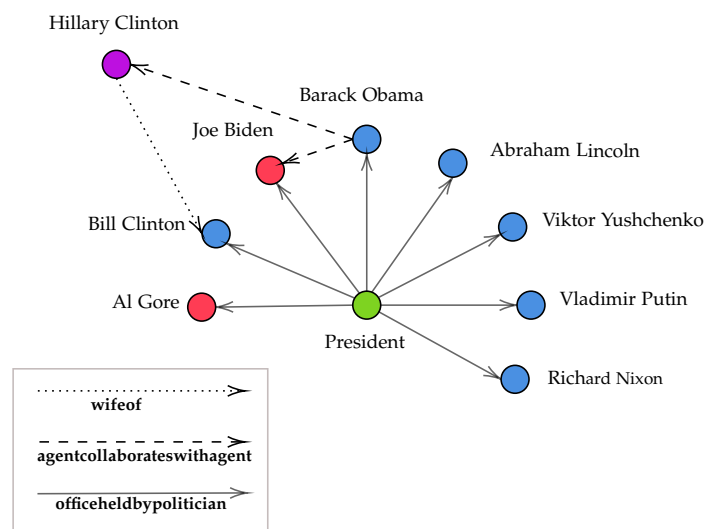 Hillary Clinton
Barack Obama
Joe Biden
Abraham Lincoln
Bill Clinton
Viktor Yushchenko
Al Gore
Vladimir Putin
President
Richard Nixon
wifeof
agentcollaborateswithagent
officeheldbypolitician